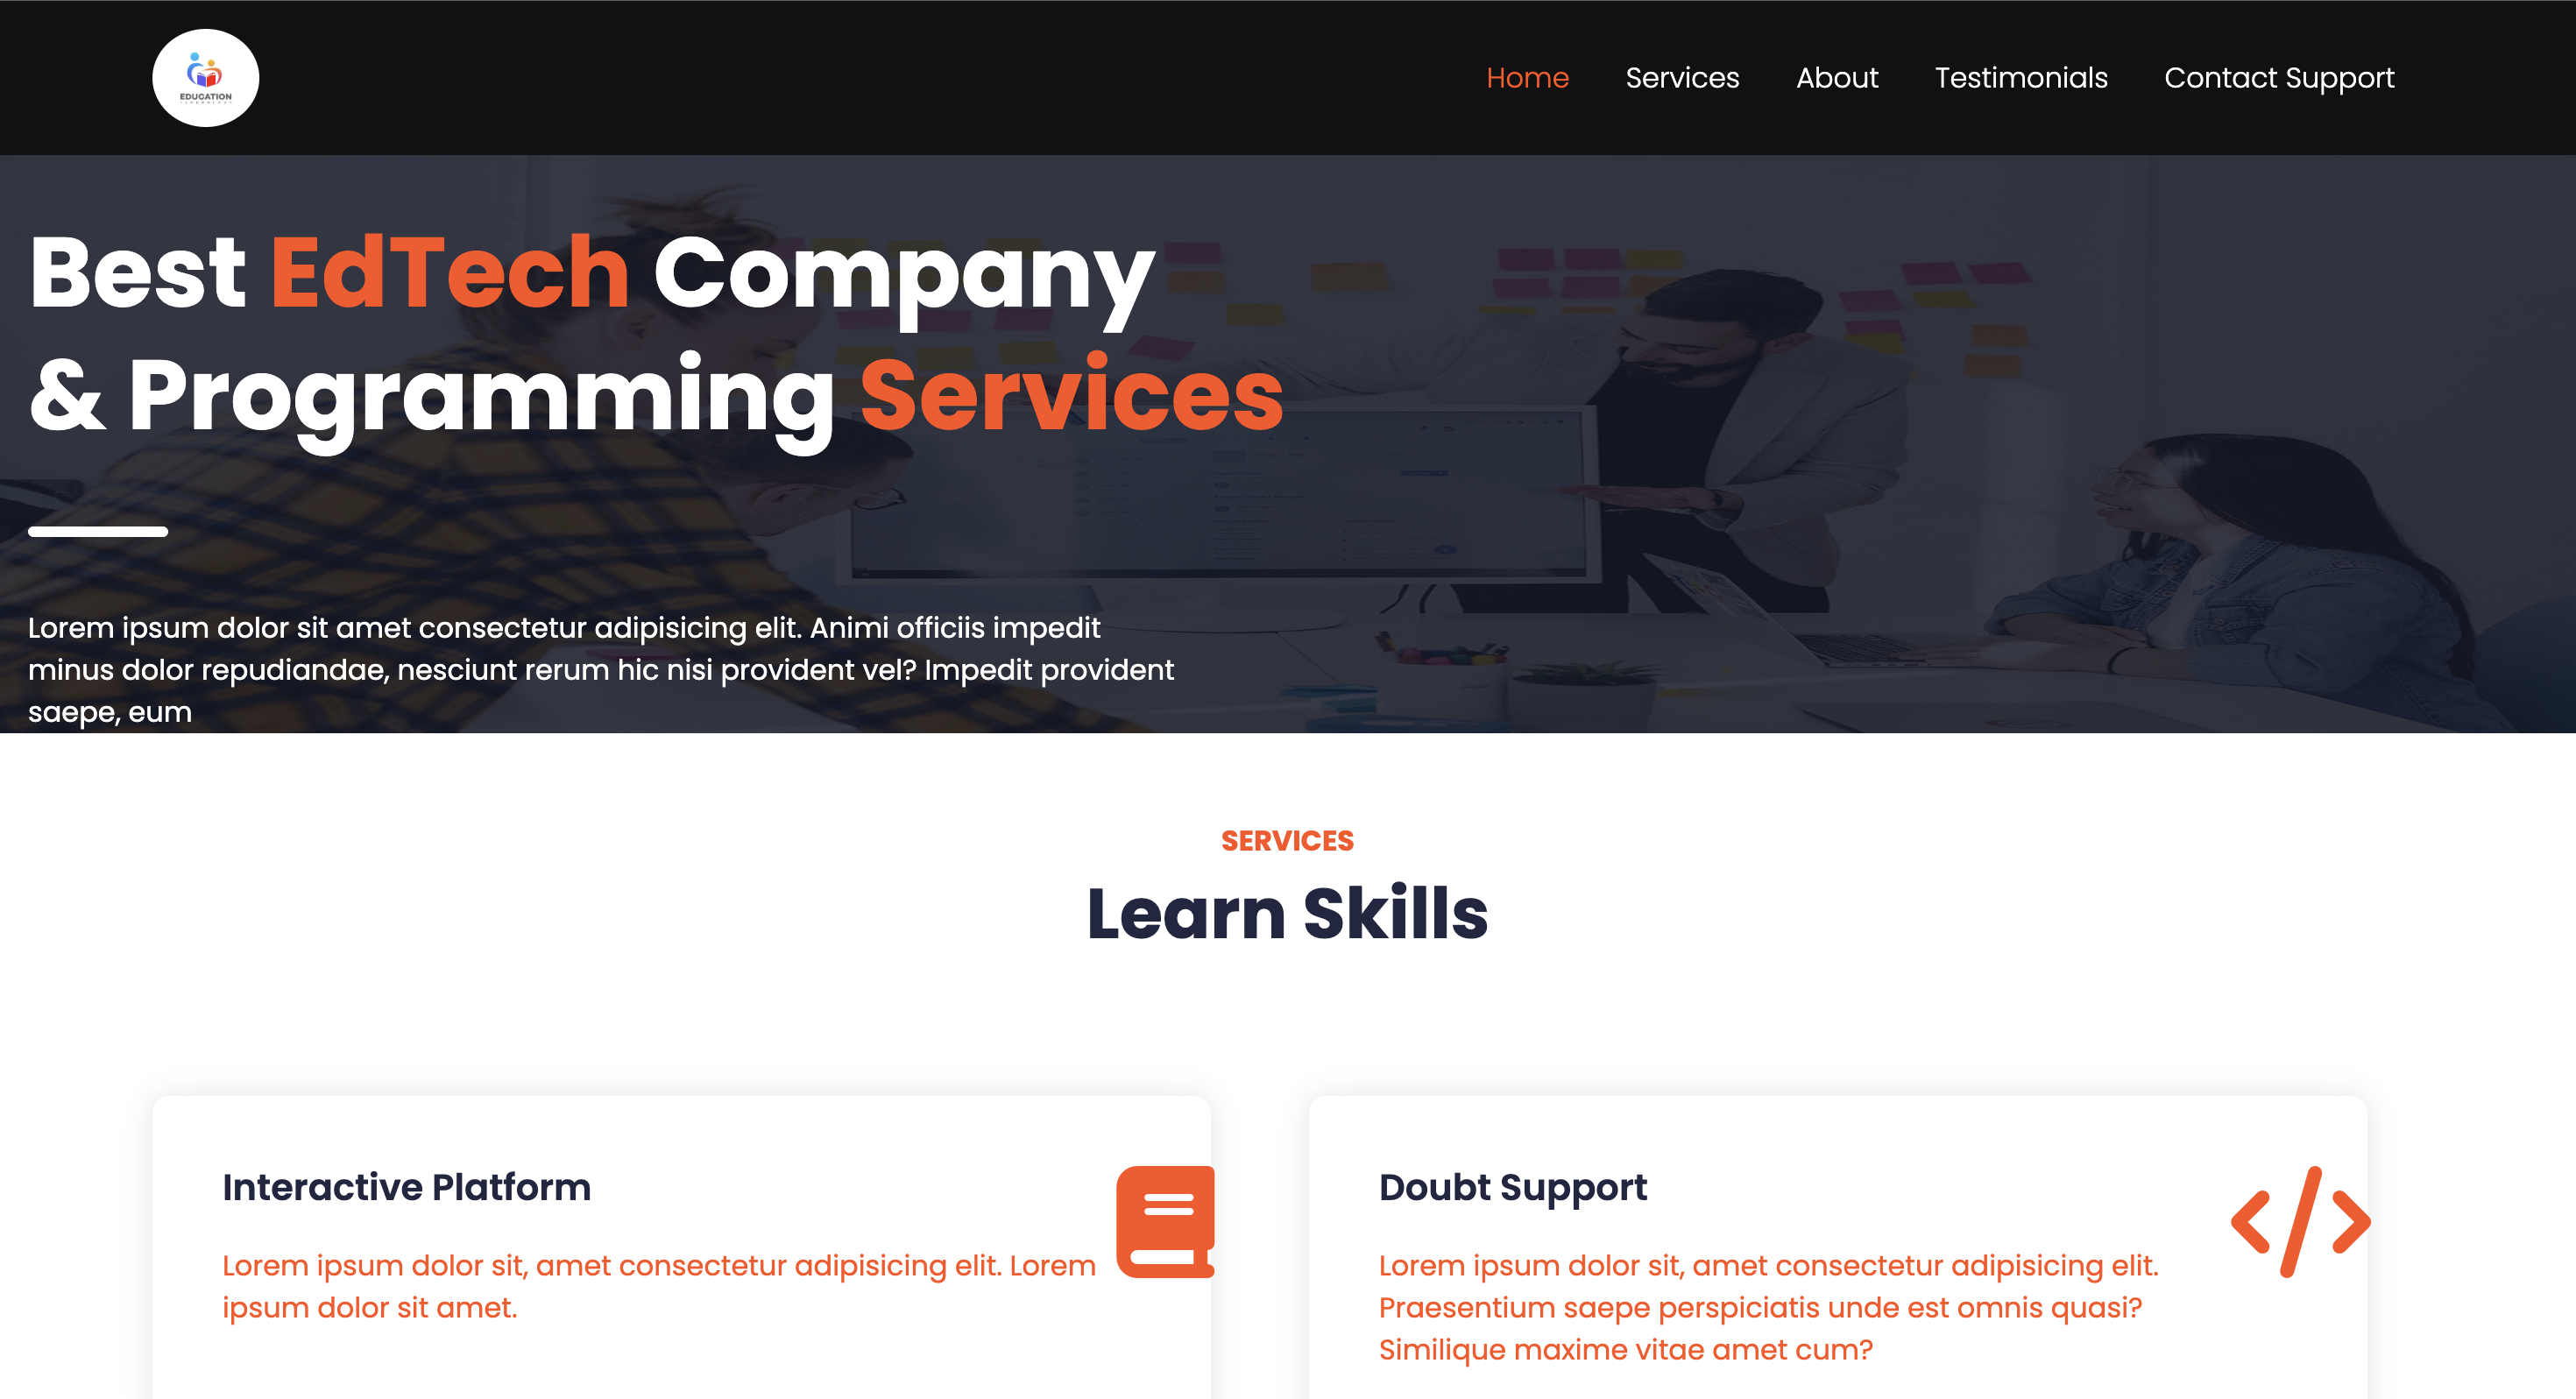 EDUCATION
Home Services About Testimonials Contact Support
Best EdTech Company
& Programming Services
Lorem ipsum dolor sit amet consectetur adipisicing elit. Animi officiis impedit
minus dolor repudiandae, nesciunt rerum hic nisi provident vel? Impedit provident
saepe, eum
SERVICES
Learn Skills
Interactive Platform
Lorem ipsum dolor sit, amet consectetur adipisicing elit. Lorem
ipsum dolor sit amet.
Doubt Support
Lorem ipsum dolor sit, amet consectetur adipisicing elit.
Praesentium saepe perspiciatis unde est omnis quasi?
Similique maxime vitae amet cum?